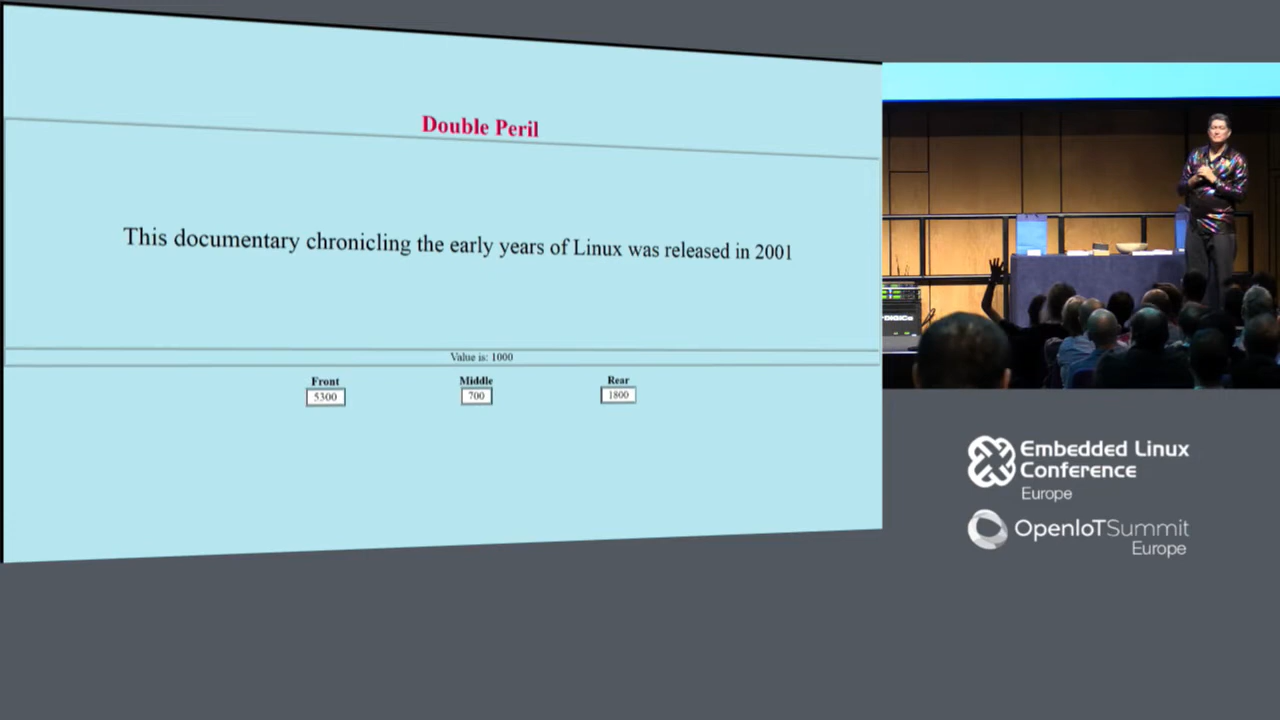 Double Peril
This documentary chronicling the early years of Linux was released in 2001
Value is: 1000
Front
Middle
Rear
5300
700
1800
DIGICo
Embedded Linux
Conference
Europe
OpenIoTSummit
Europe